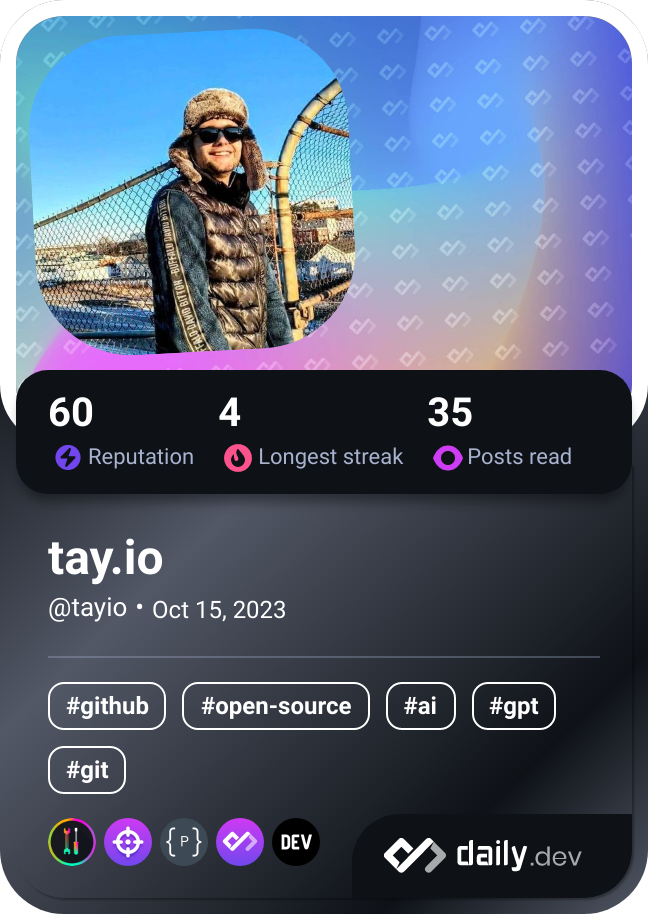 60 4 35
Reputation Longest streak Posts read
tay.io
@tayio • Oct 15, 2023
#github #open-source #ai #gpt
#git
{P} DEV
daily.dev